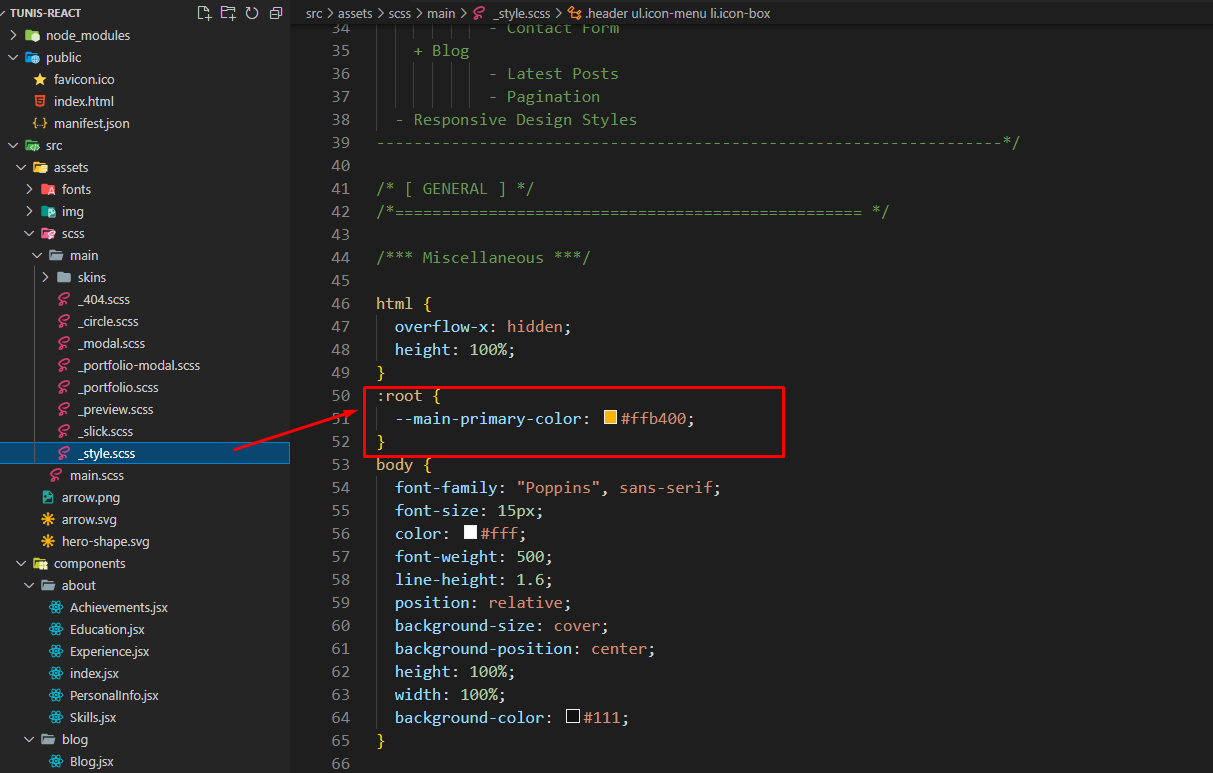 TUNIS-REACT
node_modules
public
favicon.ico
index.html
manifest.json
src
assets
fonts
img
scss
main
skins
_404.scss
_circle.scss
_modal.scss
_portfolio-modal.scss
_portfolio.scss
_preview.scss
_slick.scss
_style.scss
main.scss
arrow.png
arrow.svg
hero-shape.svg
components
about
Achievements.jsx
Education.jsx
Experience.jsx
index.jsx
PersonalInfo.jsx
Skills.jsx
blog
Blog.jsx
src > assets > scss > main > _style.scss > .header ul.icon-menu li.icon-box
34 - Contact Form
35 + Blog
36 - Latest Posts
37 - Pagination
38 - Responsive Design Styles
39 -------------------------------------------------------------------*/
40
41 /* [ GENERAL ] */
42 /*================================================== */
43
44 /*** Miscellaneous ***/
45
46 html {
47 overflow-x: hidden;
48 height: 100%;
49 }
50 :root {
51 --main-primary-color: #ffb400;
52 }
53 body {
54 font-family: "Poppins", sans-serif;
55 font-size: 15px;
56 color: #fff;
57 font-weight: 500;
58 line-height: 1.6;
59 position: relative;
60 background-size: cover;
61 background-position: center;
62 height: 100%;
63 width: 100%;
64 background-color: #111;
65 }
66